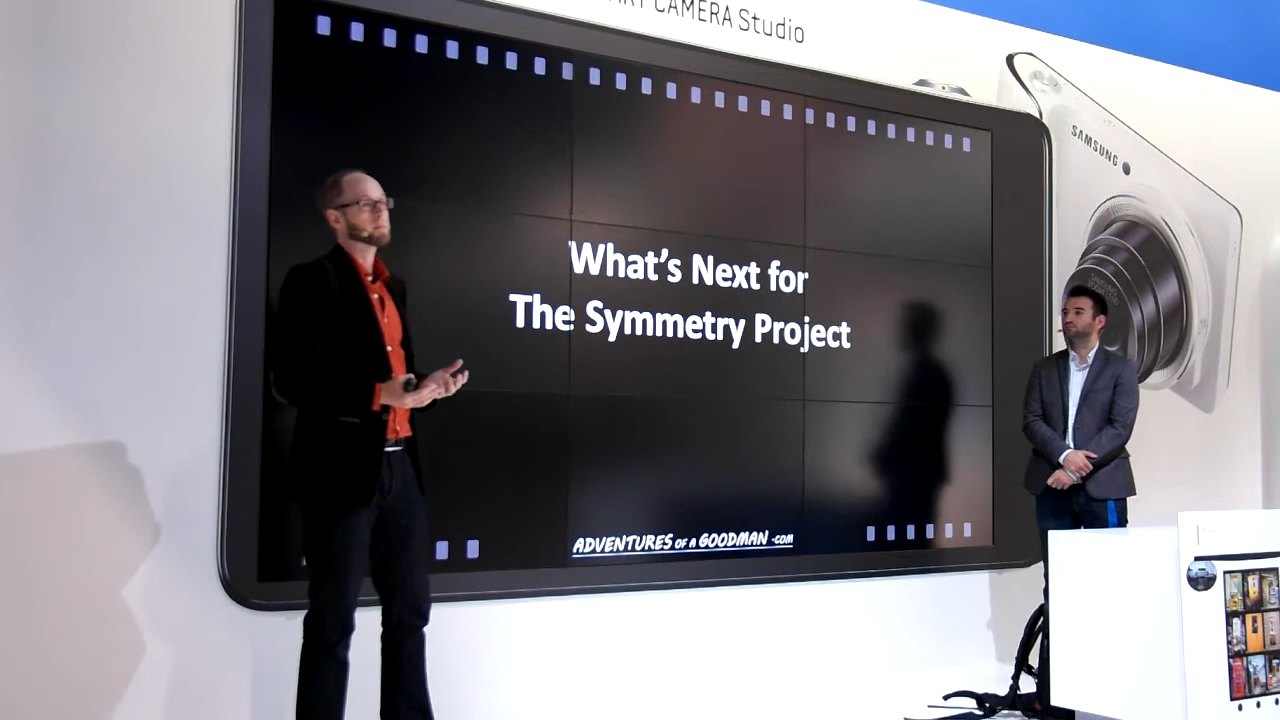 CAMERA Studio
SAMSUNG
What's Next for
The Symmetry Project
ADVENTURES OF A GOODMAN .COM